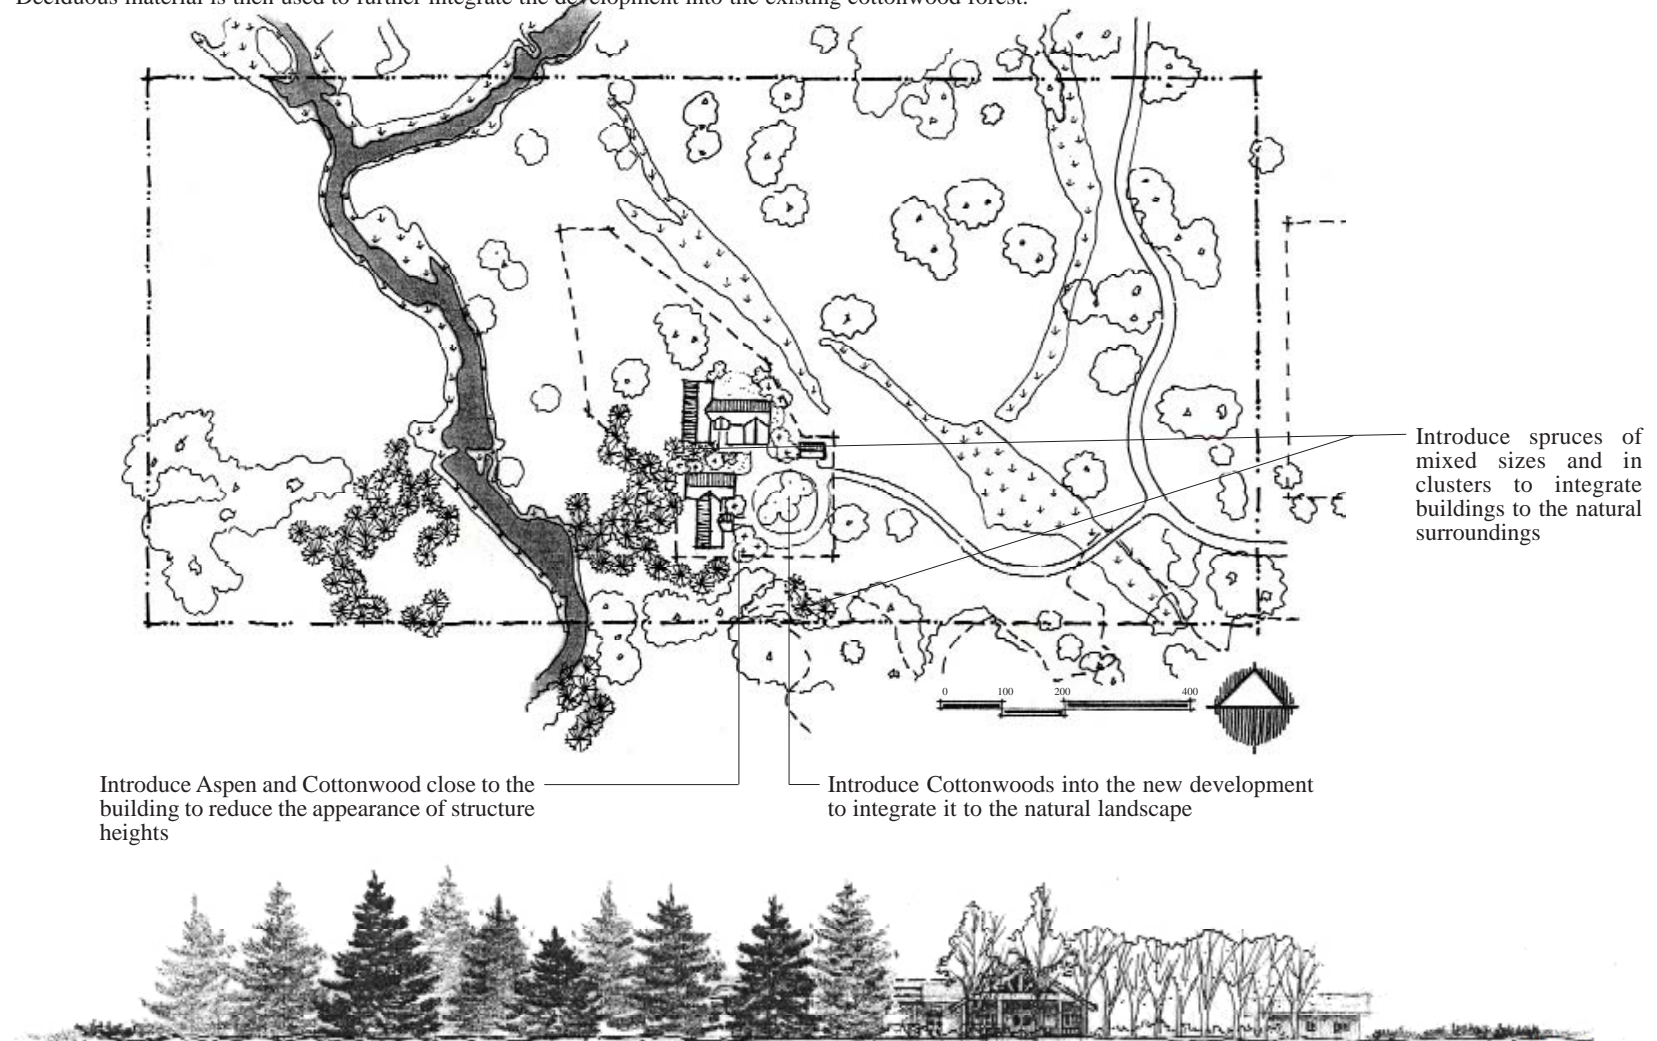 Deciduous material is then used to further integrate the development into the existing cottonwood forest.
Introduce spruces of
mixed sizes and in
clusters to integrate
buildings to the natural
surroundings
0 100 200 400
Introduce Aspen and Cottonwood close to the
building to reduce the appearance of structure
heights
Introduce Cottonwoods into the new development
to integrate it to the natural landscape